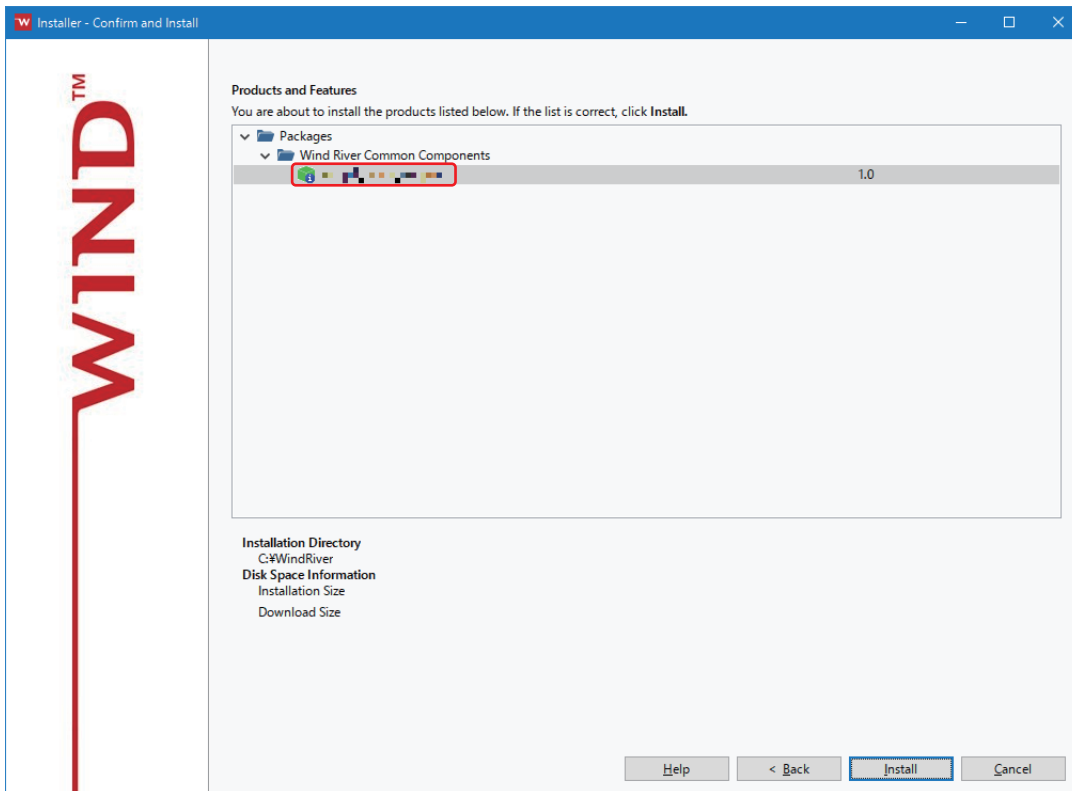 W Installer - Confirm and Install
WIND™
Products and Features
You are about to install the products listed below. If the list is correct, click Install.
Packages
Wind River Common Components
1.0
Installation Directory
C:¥WindRiver
Disk Space Information
Installation Size
Download Size
Help
< Back
Install
Cancel